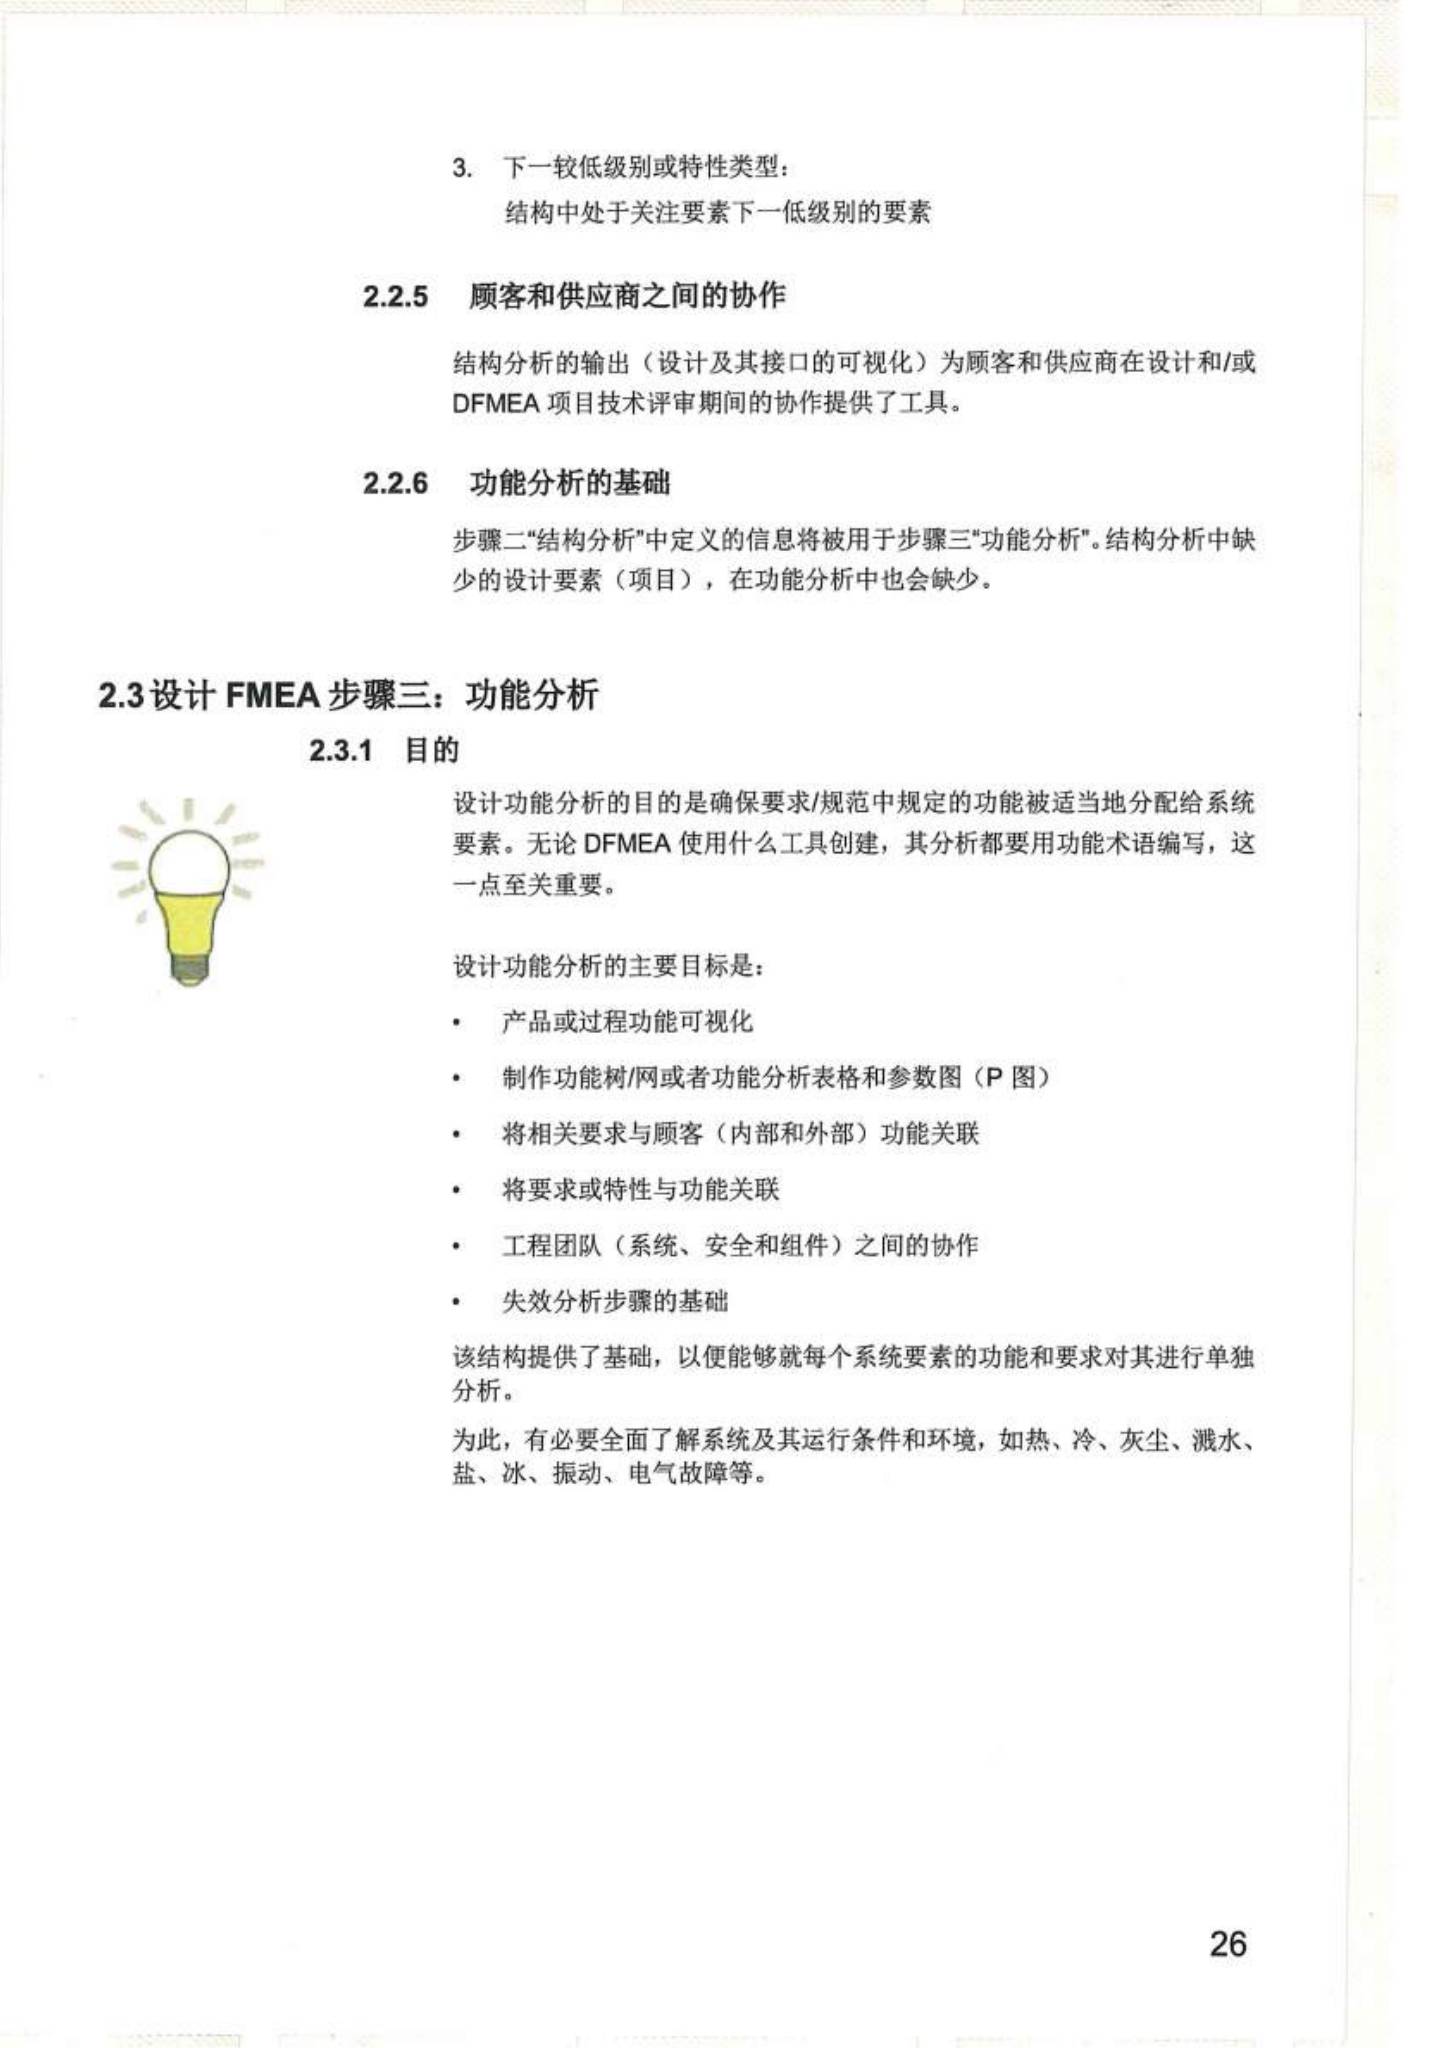 3. 下一较低级别或特性类型：
结构中处于关注要素下一低级别的要素
2.2.5 顾客和供应商之间的协作
结构分析的输出（设计及其接口的可视化）为顾客和供应商在设计和/或
DFMEA 项目技术评审期间的协作提供了工具。
2.2.6 功能分析的基础
步骤二“结构分析”中定义的信息将被用于步骤三“功能分析”。结构分析中缺
少的设计要素（项目），在功能分析中也会缺少。
2.3设计 FMEA 步骤三：功能分析
2.3.1 目的
设计功能分析的目的是确保要求/规范中规定的功能被适当地分配给系统
要素。无论 DFMEA 使用什么工具创建，其分析都要用功能术语编写，这
一点至关重要。
设计功能分析的主要目标是：
• 产品或过程功能可视化
• 制作功能树/网或者功能分析表格和参数图（P 图）
• 将相关要求与顾客（内部和外部）功能关联
• 将要求或特性与功能关联
• 工程团队（系统、安全和组件）之间的协作
• 失效分析步骤的基础
该结构提供了基础，以便能够就每个系统要素的功能和要求对其进行单独
分析。
为此，有必要全面了解系统及其运行条件和环境，如热、冷、灰尘、溅水、
盐、冰、振动、电气故障等。
26